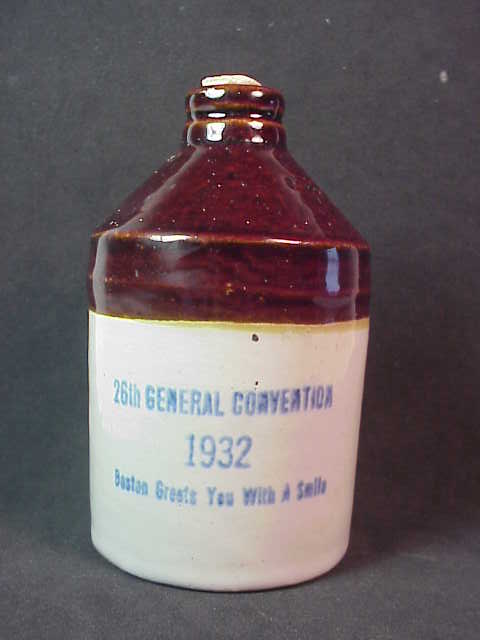 26th GENERAL CONVENTION
1932
Boston Greets You With A Smile